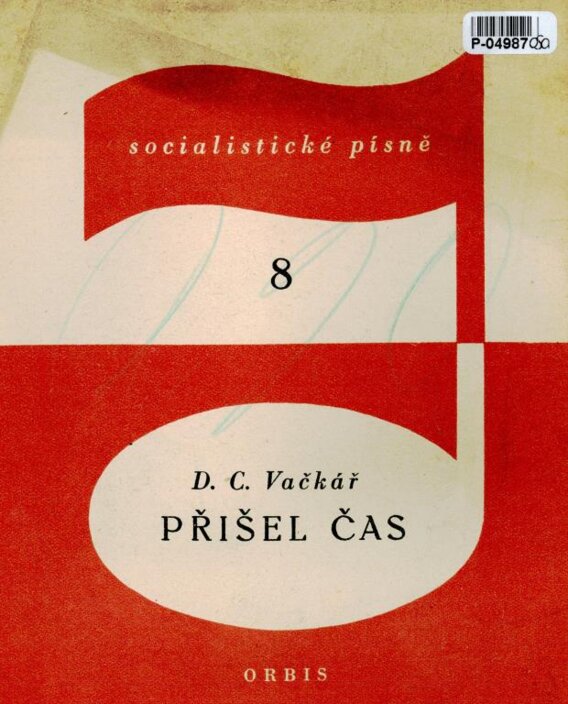 P-04987
socialistické písně
8
D. C. Vačkář
PŘIŠEL ČAS
ORBIS